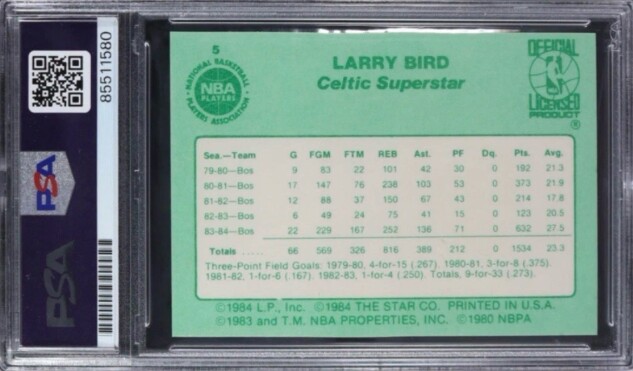 5
LARRY BIRD
Celtic Superstar
NATIONAL BASKETBALL
NBA
PLAYERS
PLAYERS ASSOCIATION
OFFICIAL
NBA
LICENSED
PRODUCT
®
Sea.—Team G FGM FTM REB Ast. PF Dq. Pts. Avg.
79-80—Bos 9 83 22 101 42 30 0 192 21.3
80-81—Bos 17 147 76 238 103 53 0 373 21.9
81-82—Bos 12 88 37 150 67 43 0 214 17.8
82-83—Bos 6 49 24 75 41 15 0 123 20.5
83-84—Bos 22 229 167 252 136 71 0 632 27.5
Totals ..... 66 569 326 816 389 212 0 1534 23.3
Three-Point Field Goals: 1979-80, 4-for-15 (.267). 1980-81, 3-for-8 (.375).
1981-82, 1-for-6 (.167). 1982-83, 1-for-4 (.250). Totals, 9-for-33 (.273).
©1984 L.P., Inc. ©1984 THE STAR CO. PRINTED IN U.S.A.
©1983 and T.M. NBA PROPERTIES, INC. ©1980 NBPA
85511580
PSA
PSA